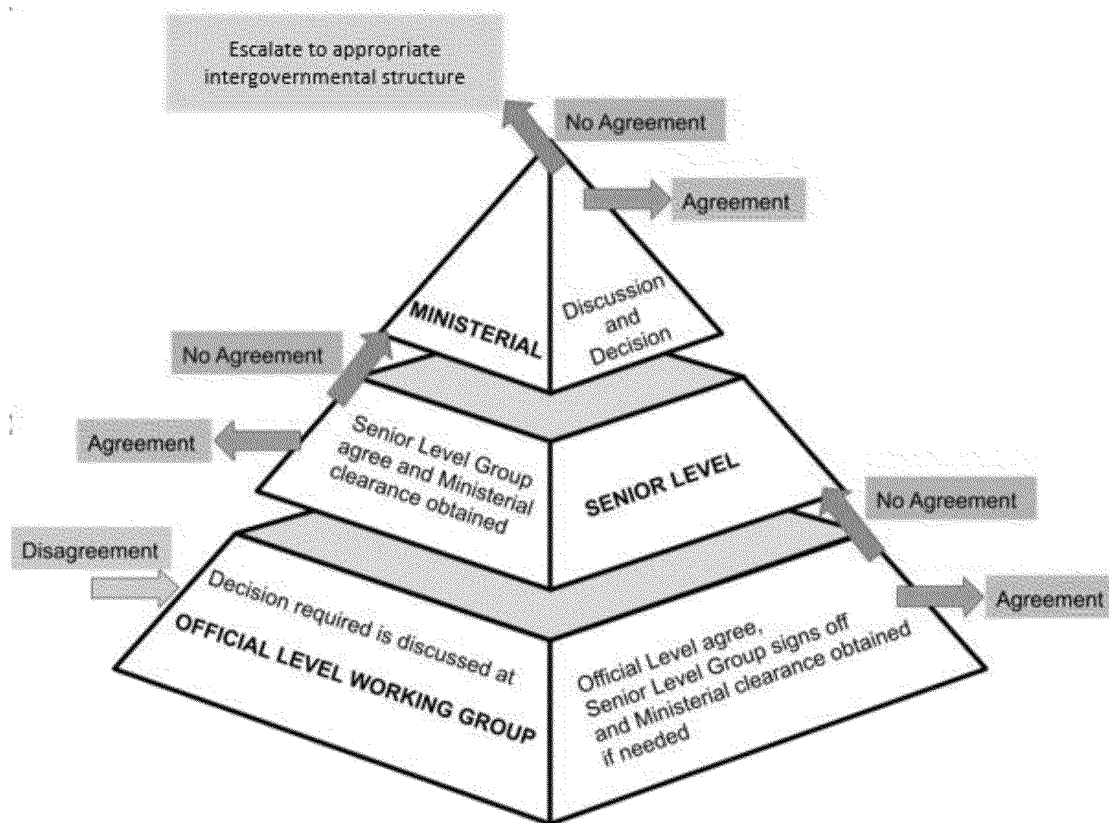 Escalate to appropriate
intergovernmental structure
No Agreement
Agreement
MINISTERIAL
Discussion
and
Decision
No Agreement
Agreement
Senior Level Group
agree and Ministerial
clearance obtained
SENIOR LEVEL
No Agreement
Disagreement
Agreement
Decision required is discussed at
OFFICIAL LEVEL WORKING GROUP
Official Level agree,
Senior Level Group signs off
and Ministerial clearance obtained
if needed